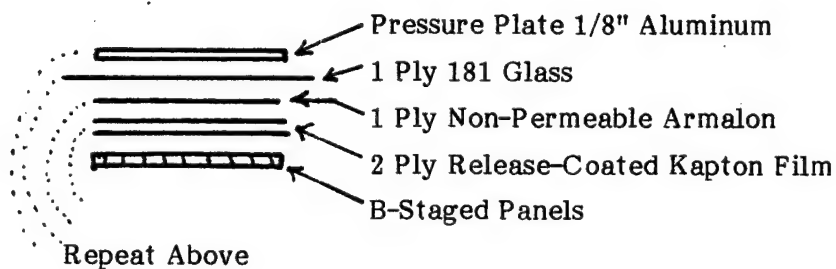 Pressure Plate 1/8" Aluminum
1 Ply 181 Glass
1 Ply Non-Permeable Armalon
2 Ply Release-Coated Kapton Film
B-Staged Panels
Repeat Above